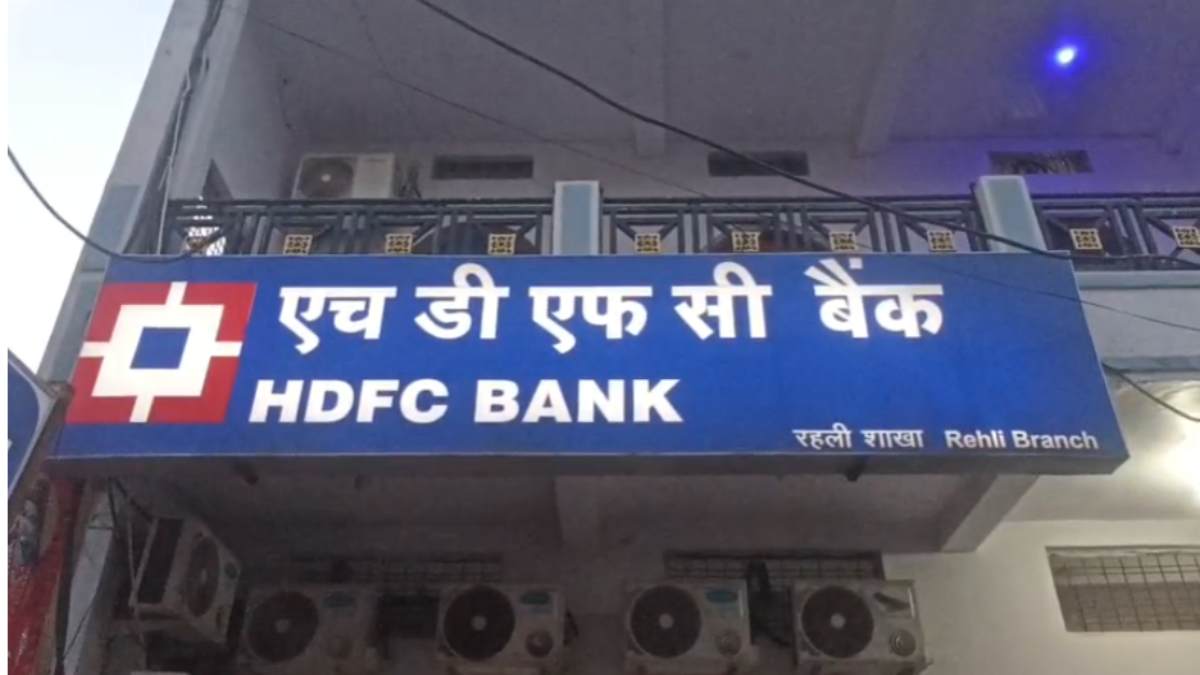 एच डी एफ सी बैंक
HDFC BANK
रहली शाखा Rehli Branch